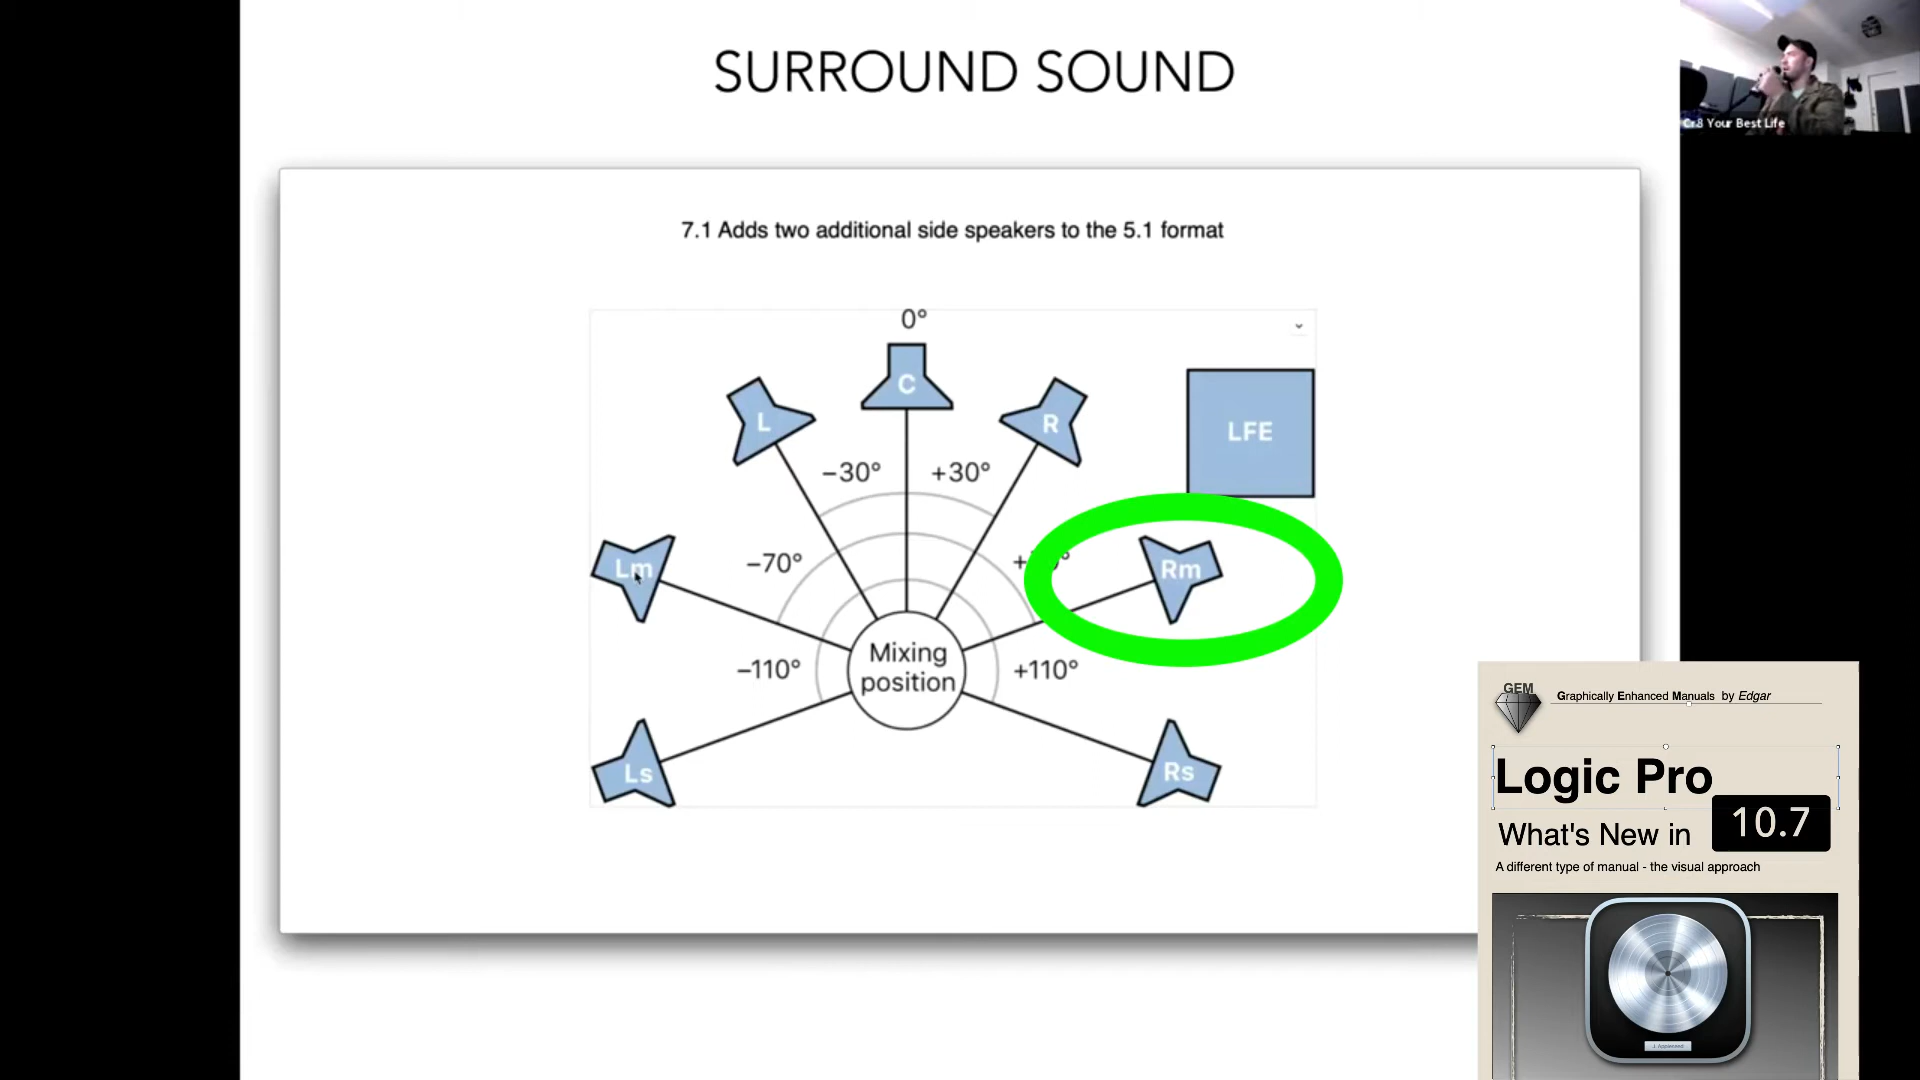 SURROUND SOUND
Cr8 Your Best Life
7.1 Adds two additional side speakers to the 5.1 format
0°
C
L
R
LFE
–30°
+30°
–70°
Lm
Rm
Mixing
position
–110°
+110°
Ls
Rs
GEM
Graphically Enhanced Manuals by Edgar
Logic Pro
What's New in
10.7
A different type of manual - the visual approach